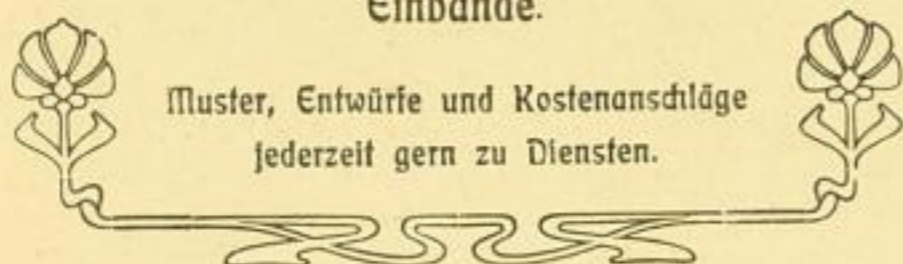 Einbände.
Muster, Entwürfe und Kostenanschläge
jederzeit gern zu Diensten.